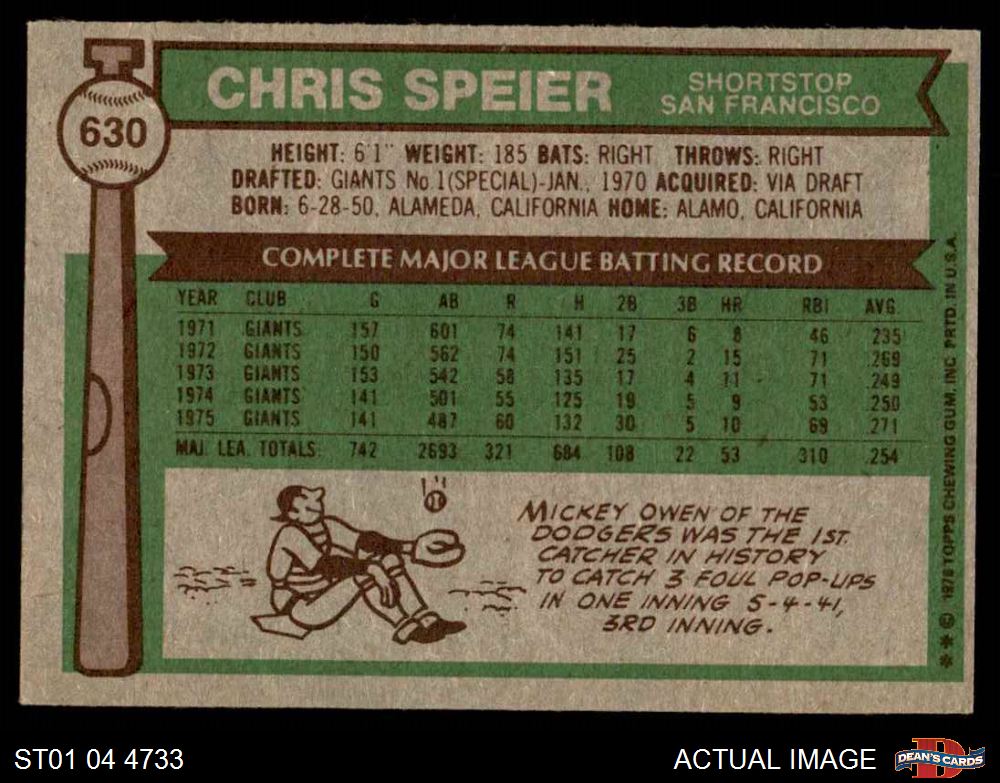 CHRIS SPEIER
SHORTSTOP
SAN FRANCISCO
630
HEIGHT: 6'1" WEIGHT: 185 BATS: RIGHT THROWS: RIGHT
DRAFTED: GIANTS No. 1(SPECIAL)-JAN., 1970 ACQUIRED: VIA DRAFT
BORN: 6-28-50, ALAMEDA, CALIFORNIA HOME: ALAMO, CALIFORNIA
COMPLETE MAJOR LEAGUE BATTING RECORD
YEAR CLUB G AB R H 2B 3B HR RBI AVG.
1971 GIANTS 157 601 74 141 17 6 8 46 .235
1972 GIANTS 150 562 74 151 25 2 15 71 .269
1973 GIANTS 153 542 58 135 17 4 11 71 .249
1974 GIANTS 141 501 55 125 19 5 9 53 .250
1975 GIANTS 141 487 60 132 30 5 10 69 .271
MAJ. LEA. TOTALS: 742 2693 321 684 108 22 53 310 .254
MICKEY OWEN OF THE
DODGERS WAS THE 1ST
CATCHER IN HISTORY
TO CATCH 3 FOUL POP-UPS
IN ONE INNING 5-4-41,
3RD INNING.
** © 1976 TOPPS CHEWING GUM, INC. PRTD. IN U.S.A.
ST01 04 4733
ACTUAL IMAGE
D
DEAN'S CARDS